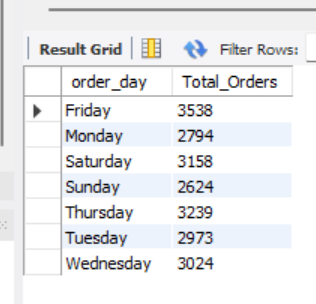 Result Grid Filter Rows:
order_day Total_Orders
Friday 3538
Monday 2794
Saturday 3158
Sunday 2624
Thursday 3239
Tuesday 2973
Wednesday 3024